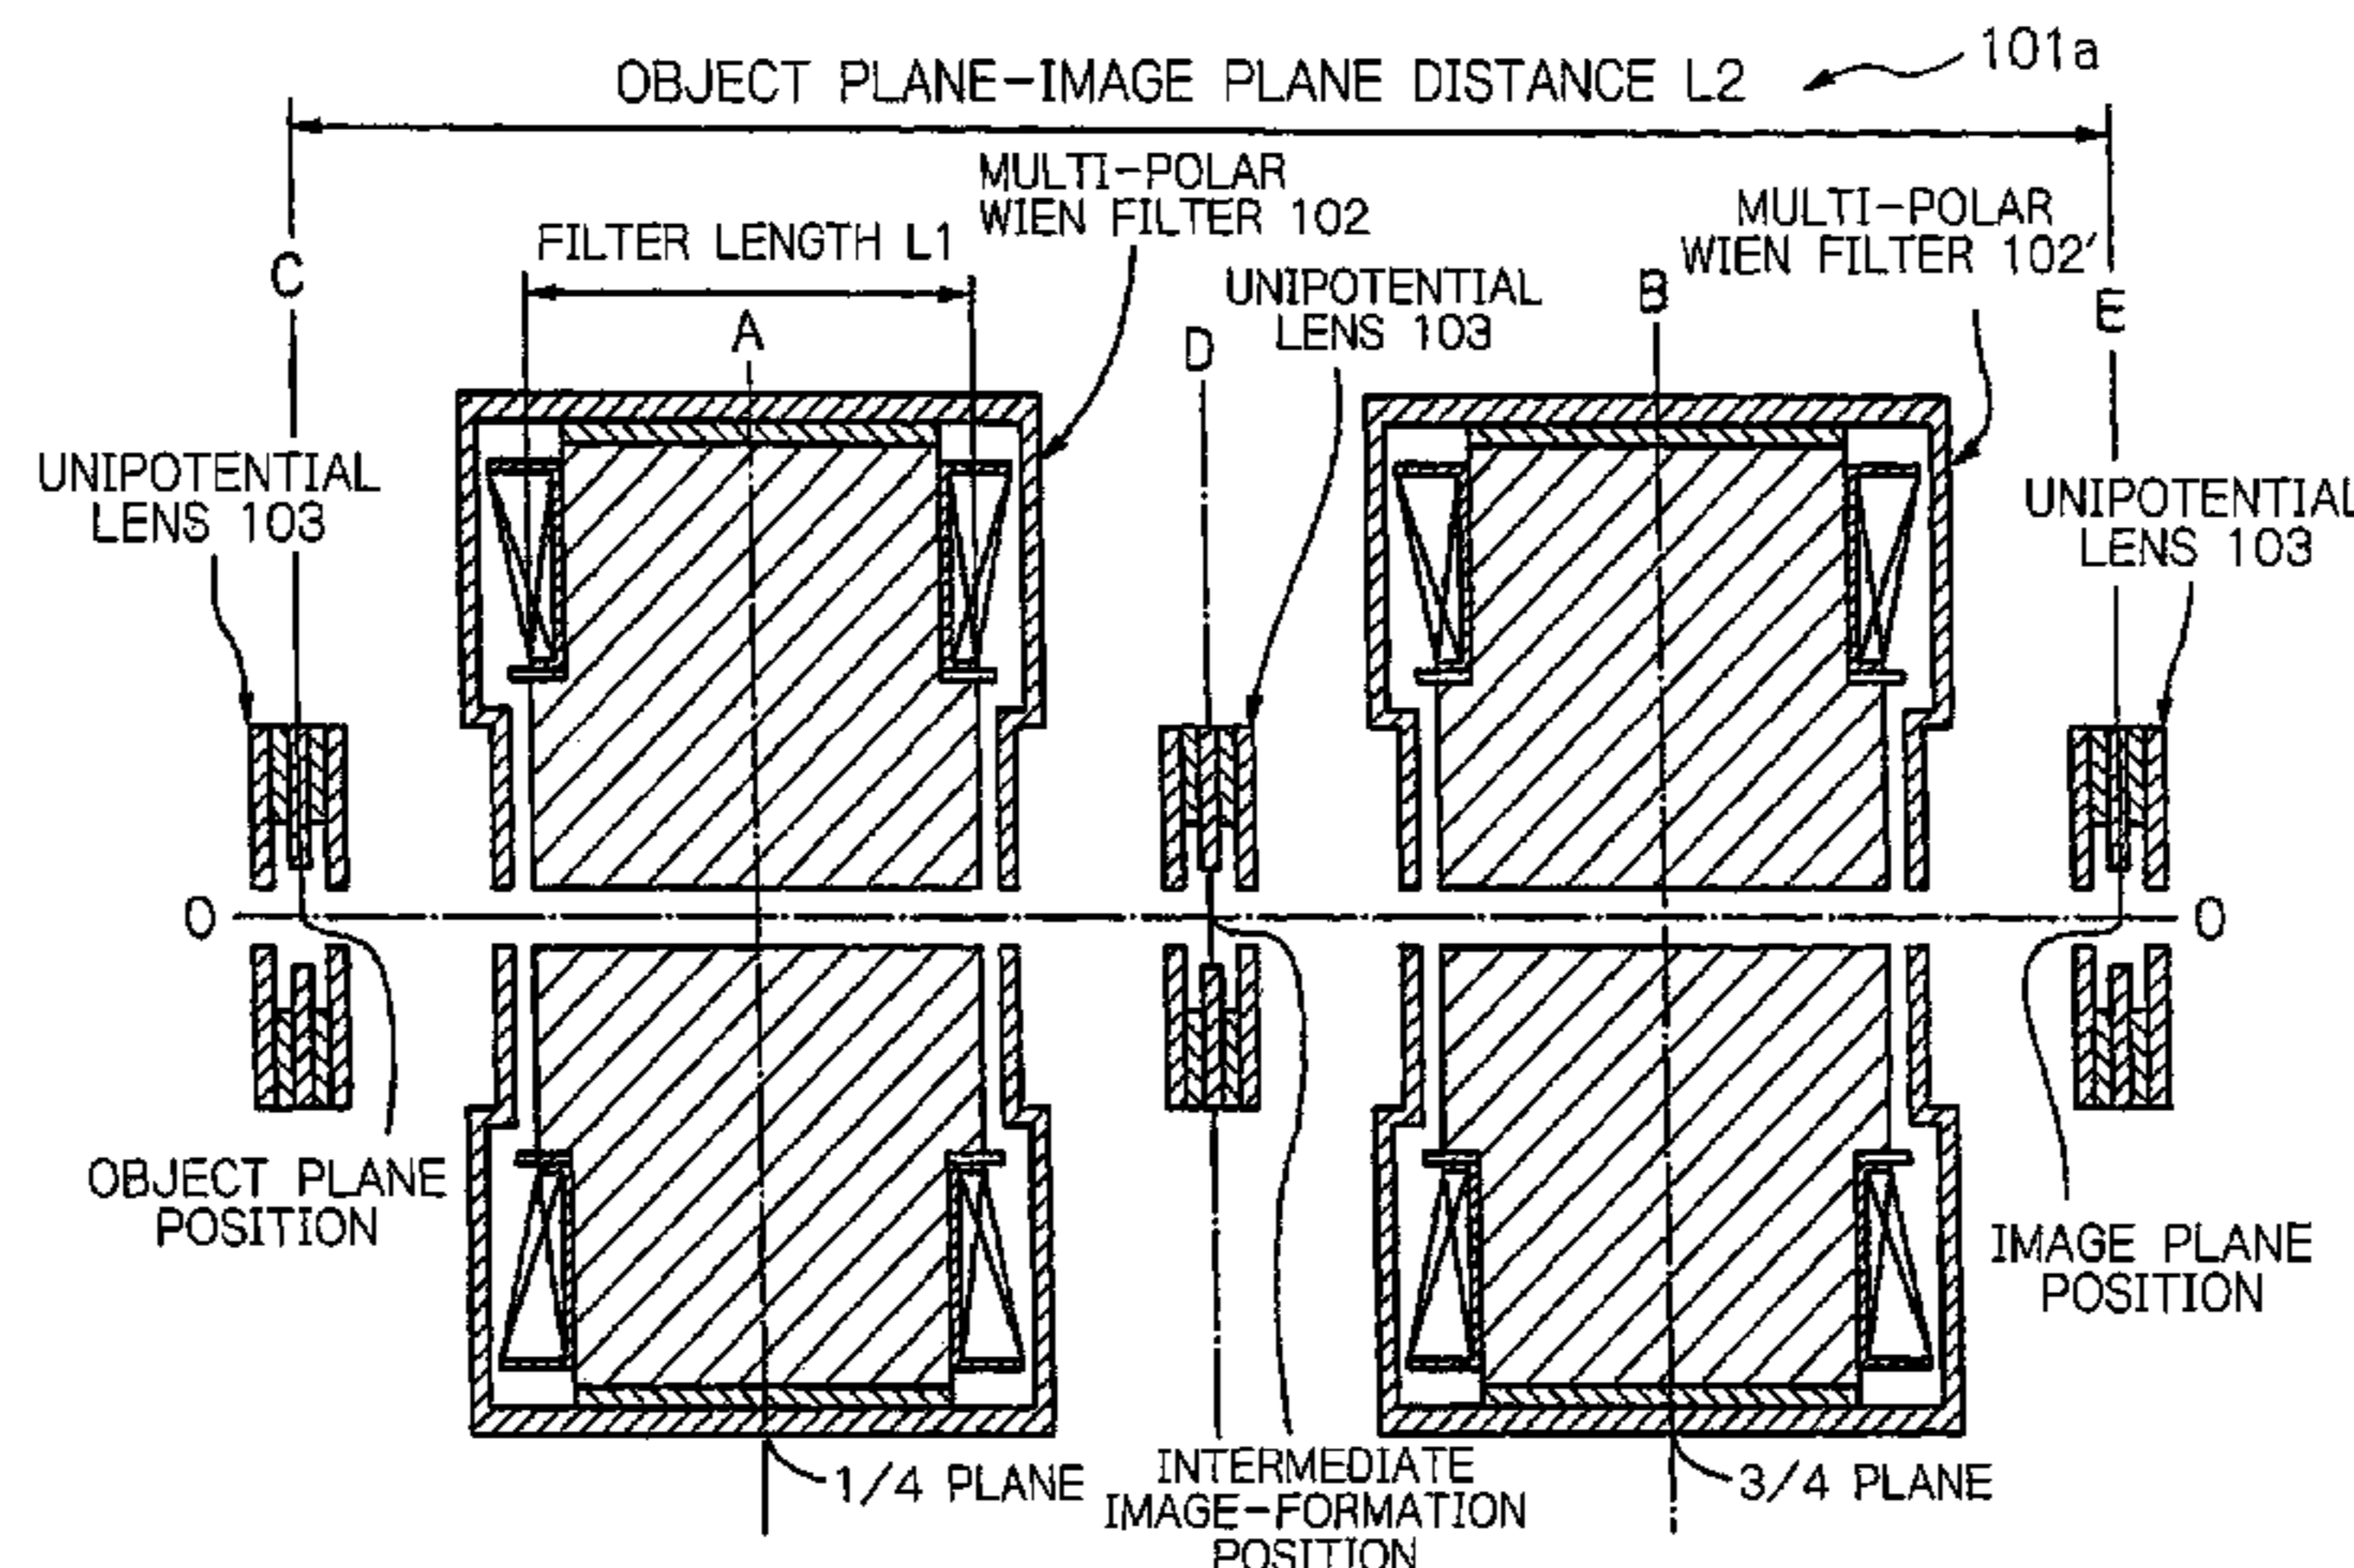 101a
OBJECT PLANE-IMAGE PLANE DISTANCE L2
MULTI-POLAR
WIEN FILTER 102
MULTI-POLAR
WIEN FILTER 102'
FILTER LENGTH L1
UNIPOTENTIAL
LENS 103
C
A
D
B
E
UNIPOTENTIAL
LENS 103
UNIPOTENTIAL
LENS 103
O
O
OBJECT PLANE
POSITION
IMAGE PLANE
POSITION
1/4 PLANE
INTERMEDIATE
IMAGE-FORMATION
POSITION
3/4 PLANE